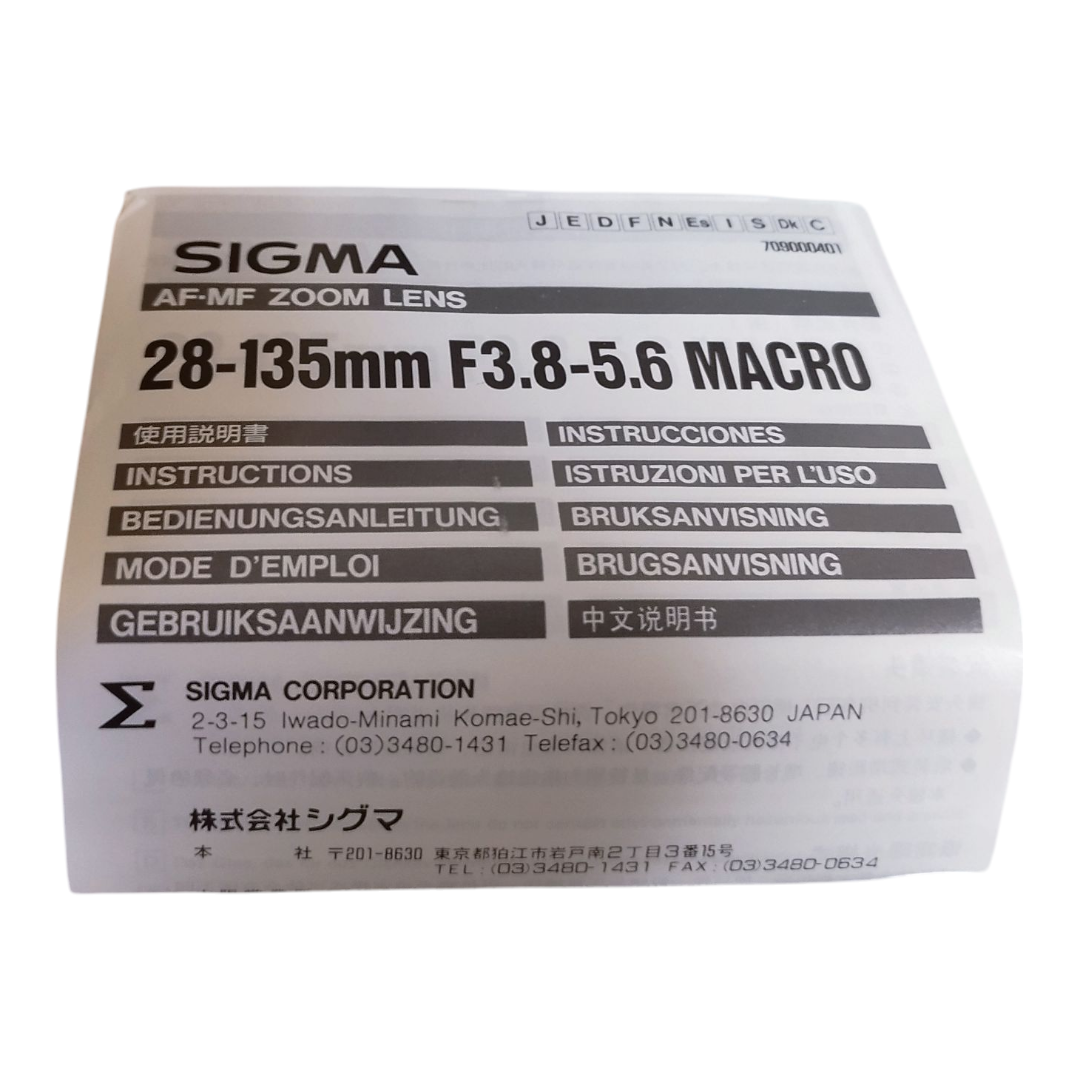 J E D F N Es I S Dk C
709000401
SIGMA
AF·MF ZOOM LENS
28-135mm F3.8-5.6 MACRO
使用説明書
INSTRUCTIONS
BEDIENUNGSANLEITUNG
MODE D'EMPLOI
GEBRUIKSAANWIJZING
INSTRUCCIONES
ISTRUZIONI PER L'USO
BRUKSANVISNING
BRUGSANVISNING
中文说明书
SIGMA CORPORATION
2-3-15 Iwado-Minami Komae-Shi, Tokyo 201-8630 JAPAN
Telephone : (03)3480-1431 Telefax : (03)3480-0634
株式会社シグマ
本 社 〒201-8630 東京都狛江市岩戸南2丁目3番15号
TEL : (03)3480-1431 FAX : (03)3480-0634